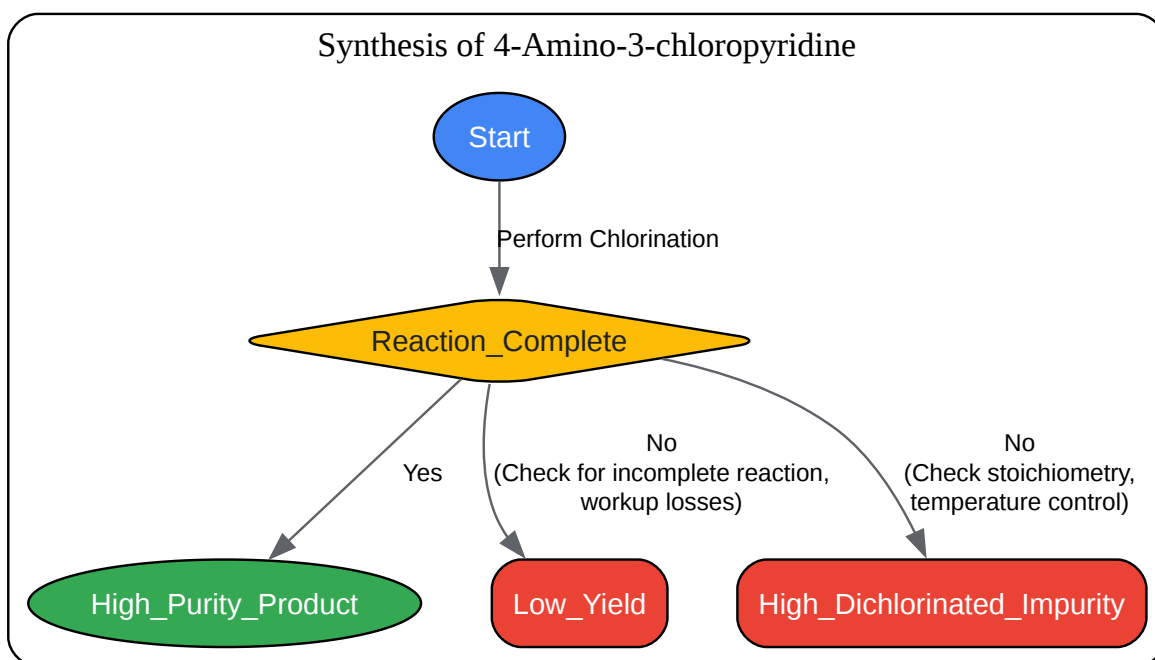 Synthesis of 4-Amino-3-chloropyridine
Start
Perform Chlorination
Reaction_Complete
Yes
No
(Check for incomplete reaction,
workup losses)
No
(Check stoichiometry,
temperature control)
High_Purity_Product
Low_Yield
High_Dichlorinated_Impurity